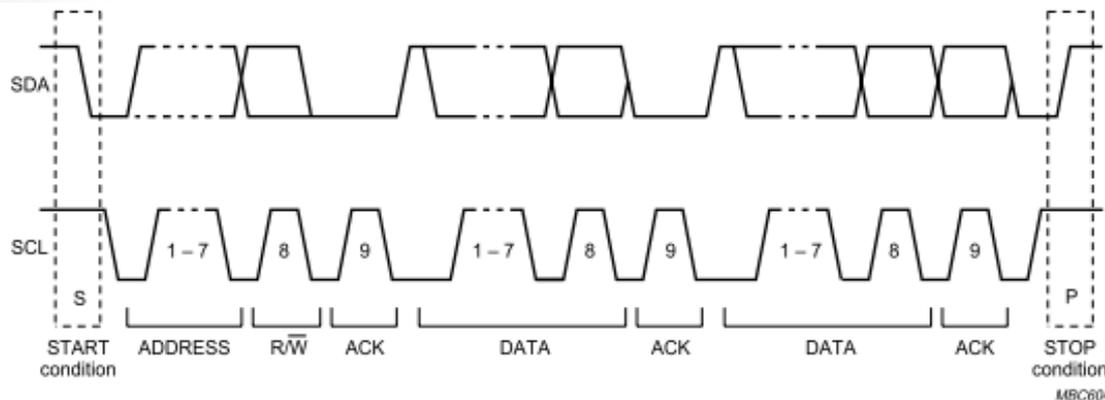 SDA
SCL
1 – 7 8 9 1 – 7 8 9 1 – 7 8 9
S P
START ADDRESS R/W̅ ACK DATA ACK DATA ACK STOP
condition condition